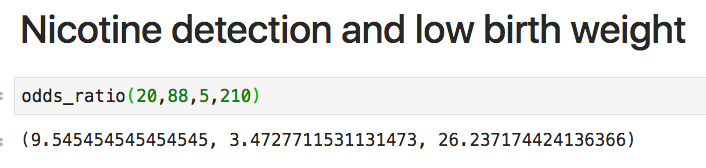 Nicotine detection and low birth weight
odds_ratio(20,88,5,210)
(9.545454545454545, 3.4727711531131473, 26.237174424136366)